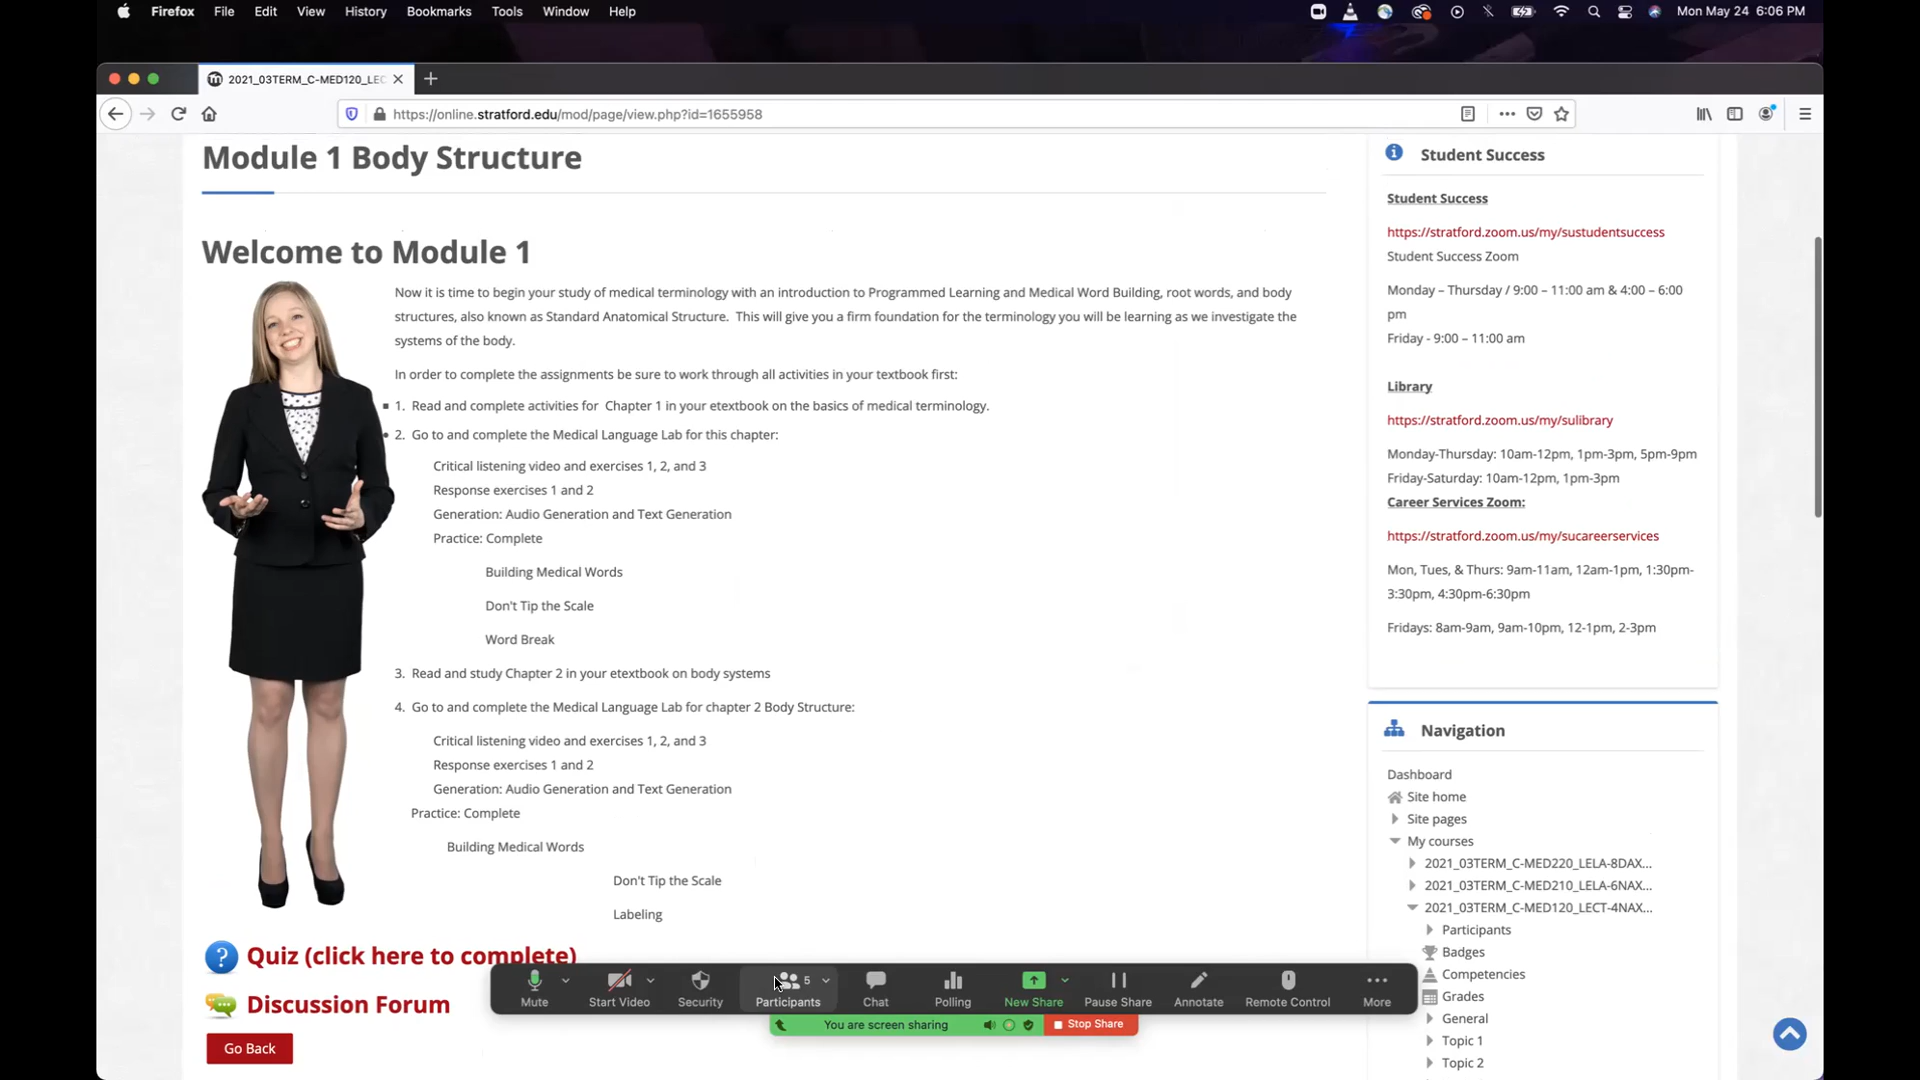 Firefox File Edit View History Bookmarks Tools Window Help Mon May 24 6:06 PM
2021_03TERM_C-MED120_LEC
https://online.stratford.edu/mod/page/view.php?id=1655958
Module 1 Body Structure
Welcome to Module 1
Now it is time to begin your study of medical terminology with an introduction to Programmed Learning and Medical Word Building, root words, and body
structures, also known as Standard Anatomical Structure. This will give you a firm foundation for the terminology you will be learning as we investigate the
systems of the body.
In order to complete the assignments be sure to work through all activities in your textbook first:
1. Read and complete activities for Chapter 1 in your etextbook on the basics of medical terminology.
2. Go to and complete the Medical Language Lab for this chapter:
Critical listening video and exercises 1, 2, and 3
Response exercises 1 and 2
Generation: Audio Generation and Text Generation
Practice: Complete
Building Medical Words
Don't Tip the Scale
Word Break
3. Read and study Chapter 2 in your etextbook on body systems
4. Go to and complete the Medical Language Lab for chapter 2 Body Structure:
Critical listening video and exercises 1, 2, and 3
Response exercises 1 and 2
Generation: Audio Generation and Text Generation
Practice: Complete
Building Medical Words
Don't Tip the Scale
Labeling
Quiz (click here to complete)
Discussion Forum
Go Back
Student Success
Student Success
https://stratford.zoom.us/my/sustudentsuccess
Student Success Zoom
Monday – Thursday / 9:00 – 11:00 am & 4:00 – 6:00
pm
Friday - 9:00 – 11:00 am
Library
https://stratford.zoom.us/my/sulibrary
Monday-Thursday: 10am-12pm, 1pm-3pm, 5pm-9pm
Friday-Saturday: 10am-12pm, 1pm-3pm
Career Services Zoom:
https://stratford.zoom.us/my/sucareerservices
Mon, Tues, & Thurs: 9am-11am, 12am-1pm, 1:30pm-
3:30pm, 4:30pm-6:30pm
Fridays: 8am-9am, 9am-10pm, 12-1pm, 2-3pm
Navigation
Dashboard
Site home
Site pages
My courses
2021_03TERM_C-MED220_LELA-8DAX...
2021_03TERM_C-MED210_LELA-6NAX...
2021_03TERM_C-MED120_LECT-4NAX...
Participants
Badges
Competencies
Grades
General
Topic 1
Topic 2
5
Mute Start Video Security Participants Chat Polling New Share Pause Share Annotate Remote Control More
You are screen sharing Stop Share